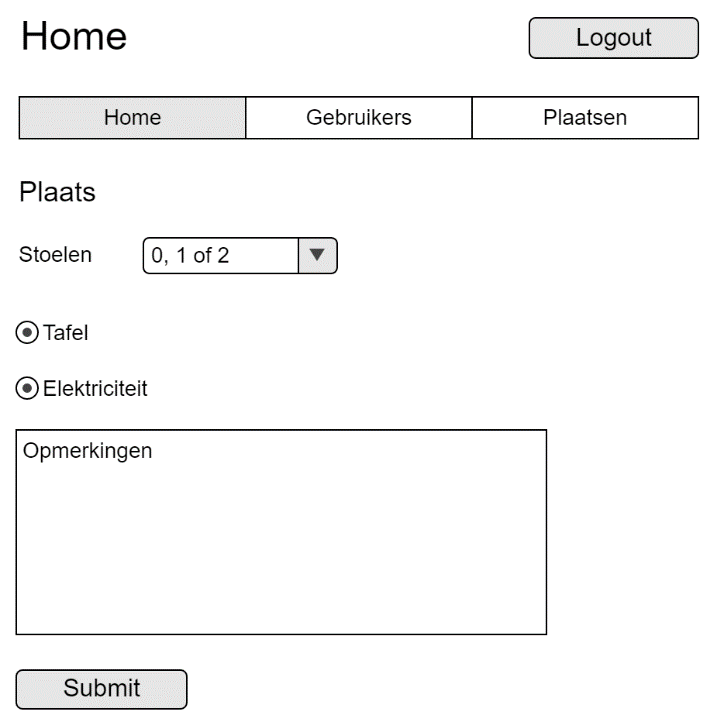 Home
Logout
Home
Gebruikers
Plaatsen
Plaats
Stoelen
0, 1 of 2
Tafel
Elektriciteit
Opmerkingen
Submit